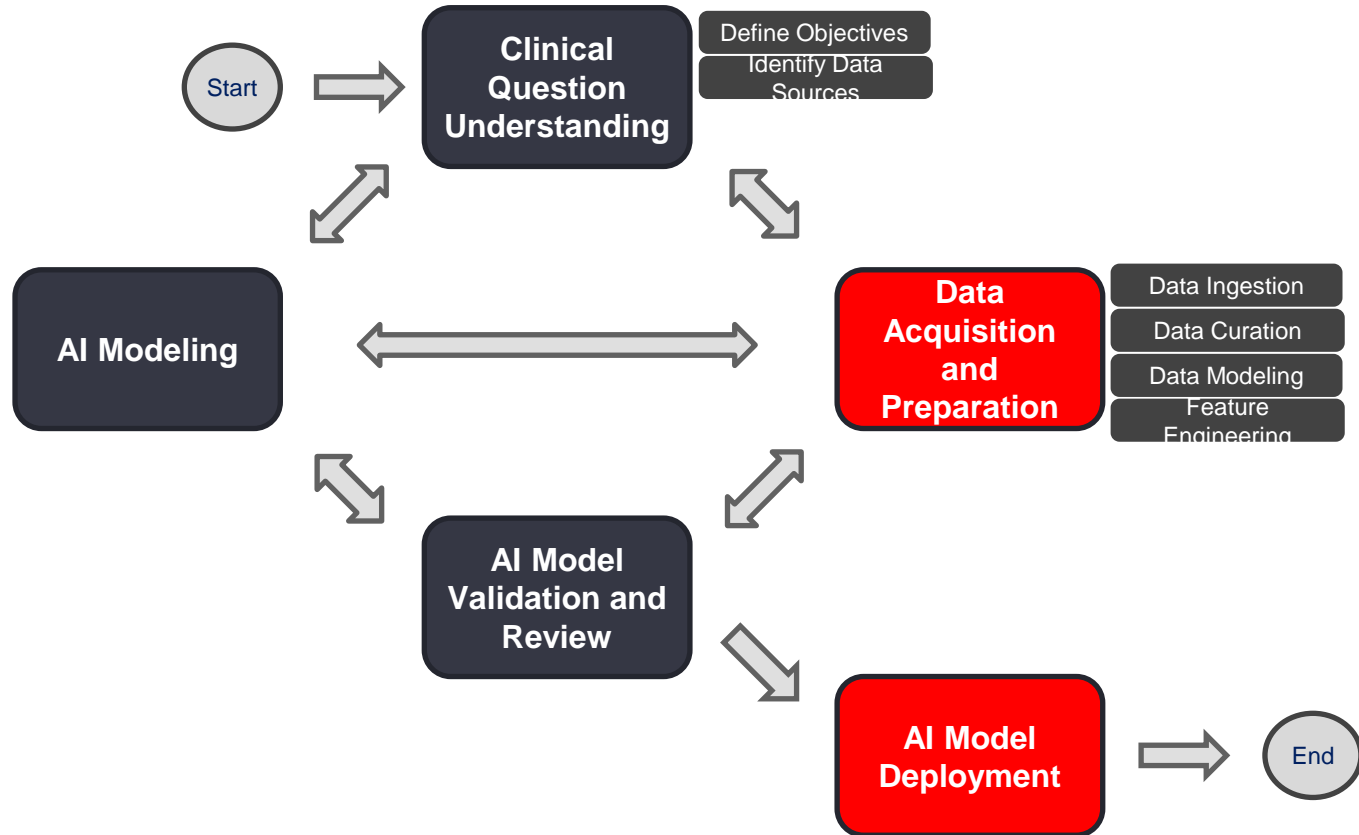 Clinical
Question
Understanding
Define Objectives
Identify Data
Sources
Start
AI Modeling
Data
Acquisition
and
Preparation
Data Ingestion
Data Curation
Data Modeling
Feature
Engineering
AI Model
Validation and
Review
AI Model
Deployment
End